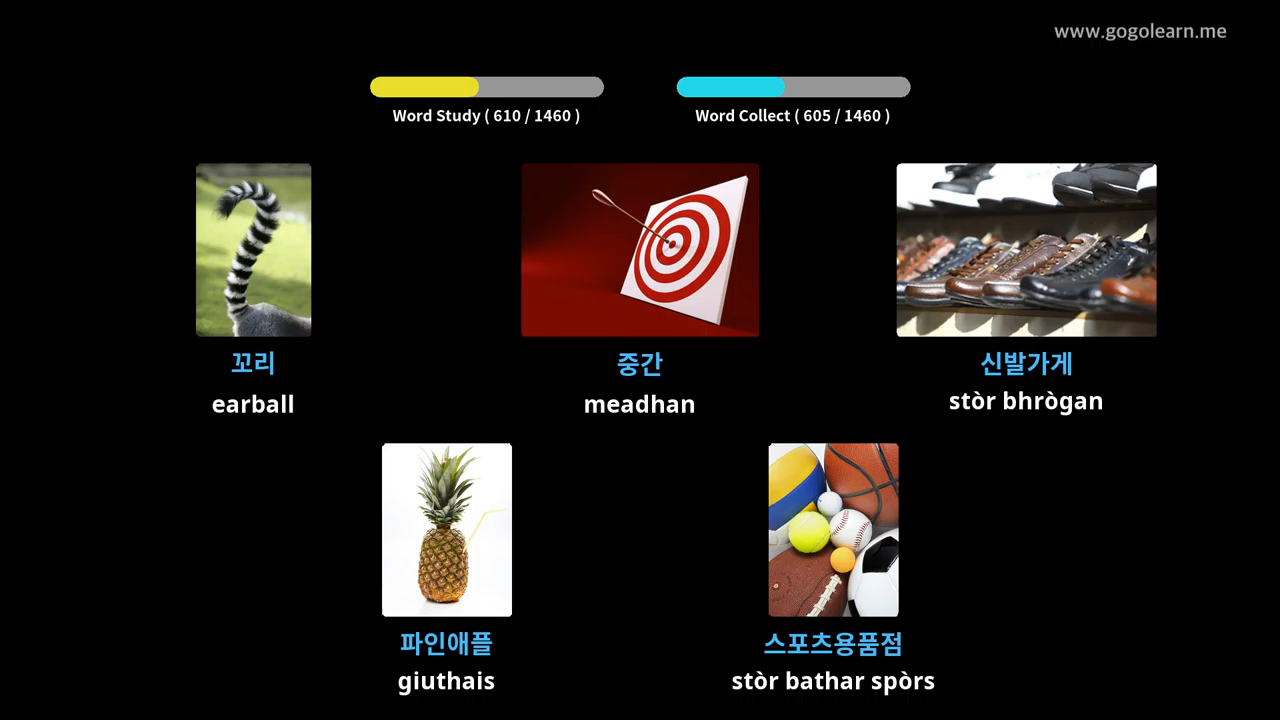 www.gogolearn.me
Word Study ( 610 / 1460 )
Word Collect ( 605 / 1460 )
꼬리
earball
중간
meadhan
신발가게
stòr bhrògan
파인애플
giuthais
스포츠용품점
stòr bathar spòrs